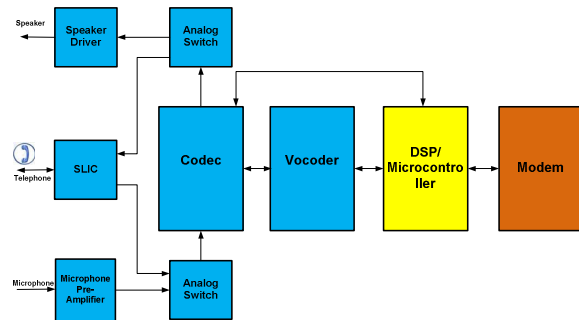 Speaker
Speaker
Driver
Analog
Switch
Codec
Vocoder
DSP/
Microcontro
ller
Modem
Telephone
SLIC
Microphone
Microphone
Pre-
Amplifier
Analog
Switch